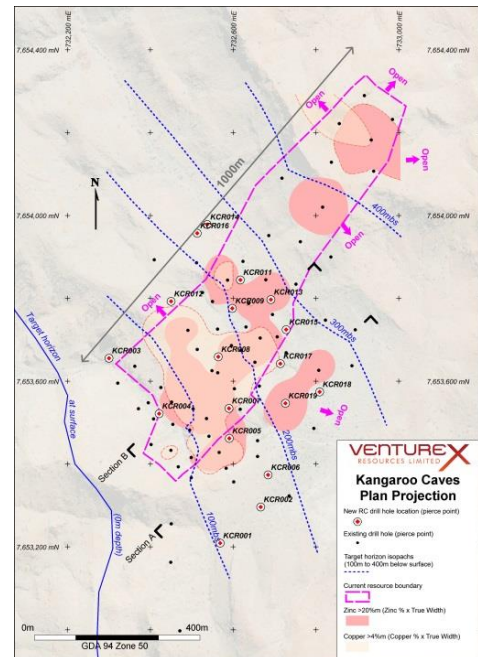 732,200 mE
732,600 mE
733,000 mE
7,654,400 mN
7,654,400 mN
Open
Open
Open
1000m
N
KCR014
KCR016
7,654,000 mN
7,654,000 mN
400mbs
Open
KCR011
KCR012
KCR013
Open
KCR009
KCR015
300mbs
KCR003
KCR008
KCR017
7,653,600 mN
7,653,600 mN
Target horizon
at surface
(0m depth)
KCR018
KCR004
KCR007
KCR019
Open
KCR005
200mbs
Section B
KCR006
KCR002
100mbs
Section A
KCR001
7,653,200 mN
VENTUREX
RESOURCES LIMITED
Kangaroo Caves
Plan Projection
New RC drill hole location (pierce point)
Existing drill hole (pierce point)
Target horizon isopachs
(100m to 400m below surface)
Current resource boundary
Zinc >20%m (Zinc % x True Width)
Copper >4%m (Copper % x True Width)
0m
400m
GDA 94 Zone 50